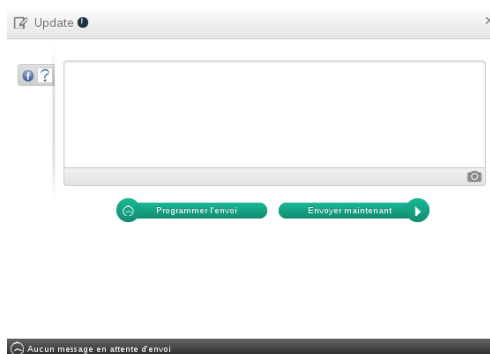 Update
Programmer l'envoi
Envoyer maintenant
Aucun message en attente d'envoi